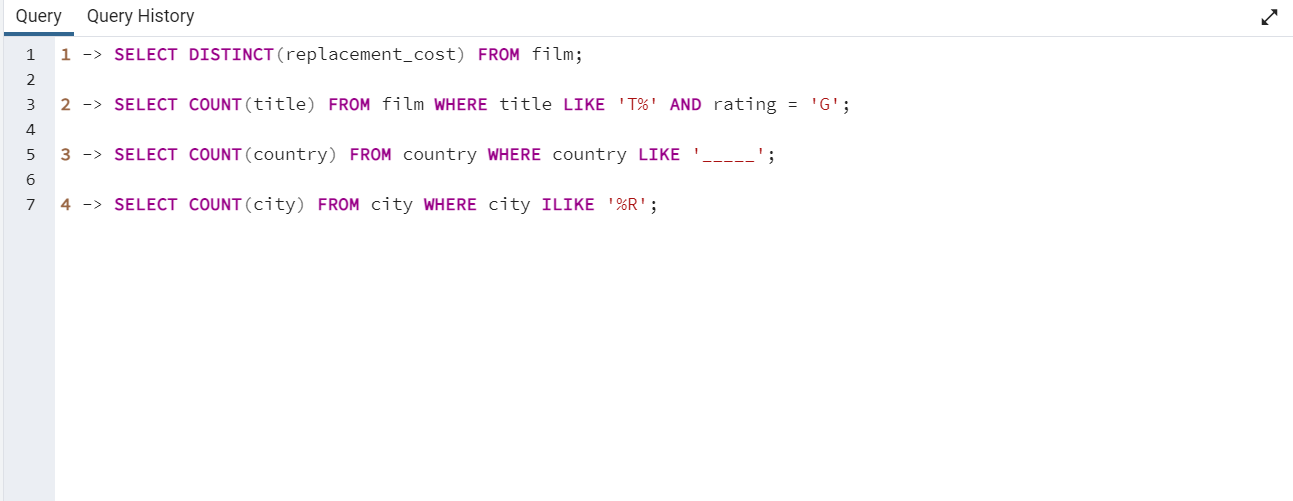 Query Query History
1 1 -> SELECT DISTINCT(replacement_cost) FROM film;
2
3 2 -> SELECT COUNT(title) FROM film WHERE title LIKE 'T%' AND rating = 'G';
4
5 3 -> SELECT COUNT(country) FROM country WHERE country LIKE '_____';
6
7 4 -> SELECT COUNT(city) FROM city WHERE city ILIKE '%R';